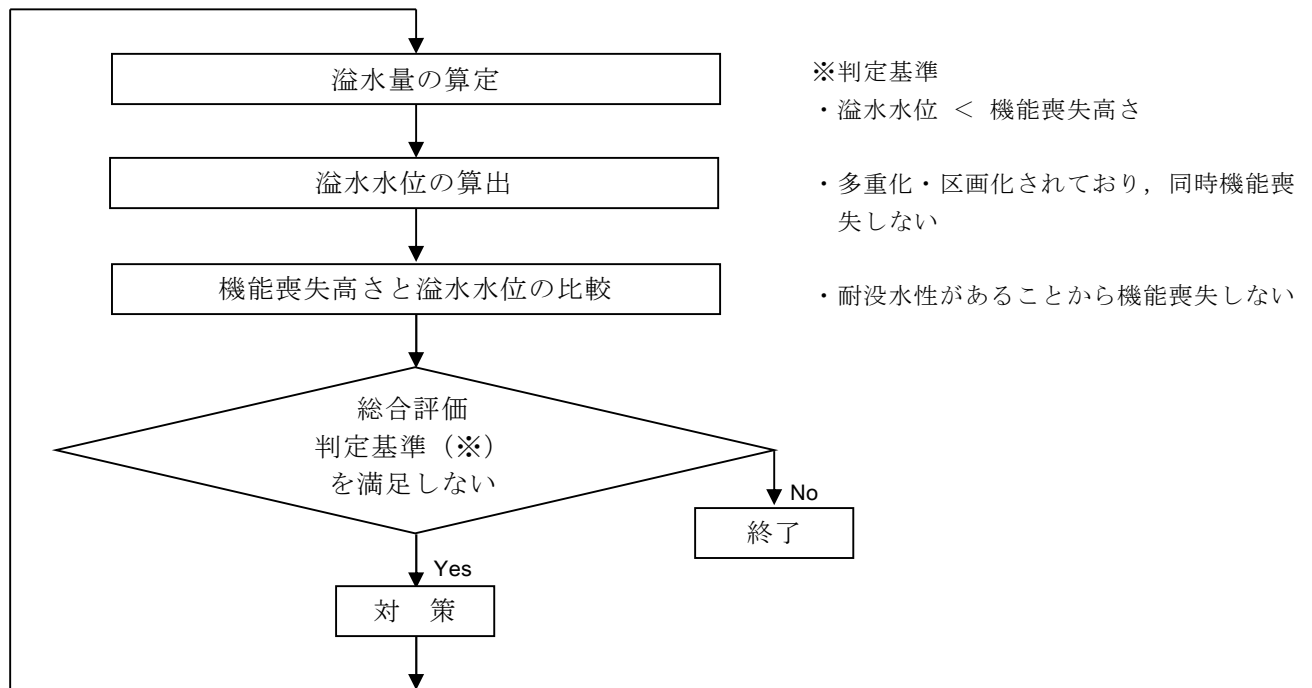 溢水量の算定
溢水水位の算出
機能喪失高さと溢水水位の比較
総合評価
判定基準（※）
を満足しない
No
終了
Yes
対　策
※判定基準
・溢水水位 ＜ 機能喪失高さ
・多重化・区画化されており，同時機能喪
失しない
・耐没水性があることから機能喪失しない